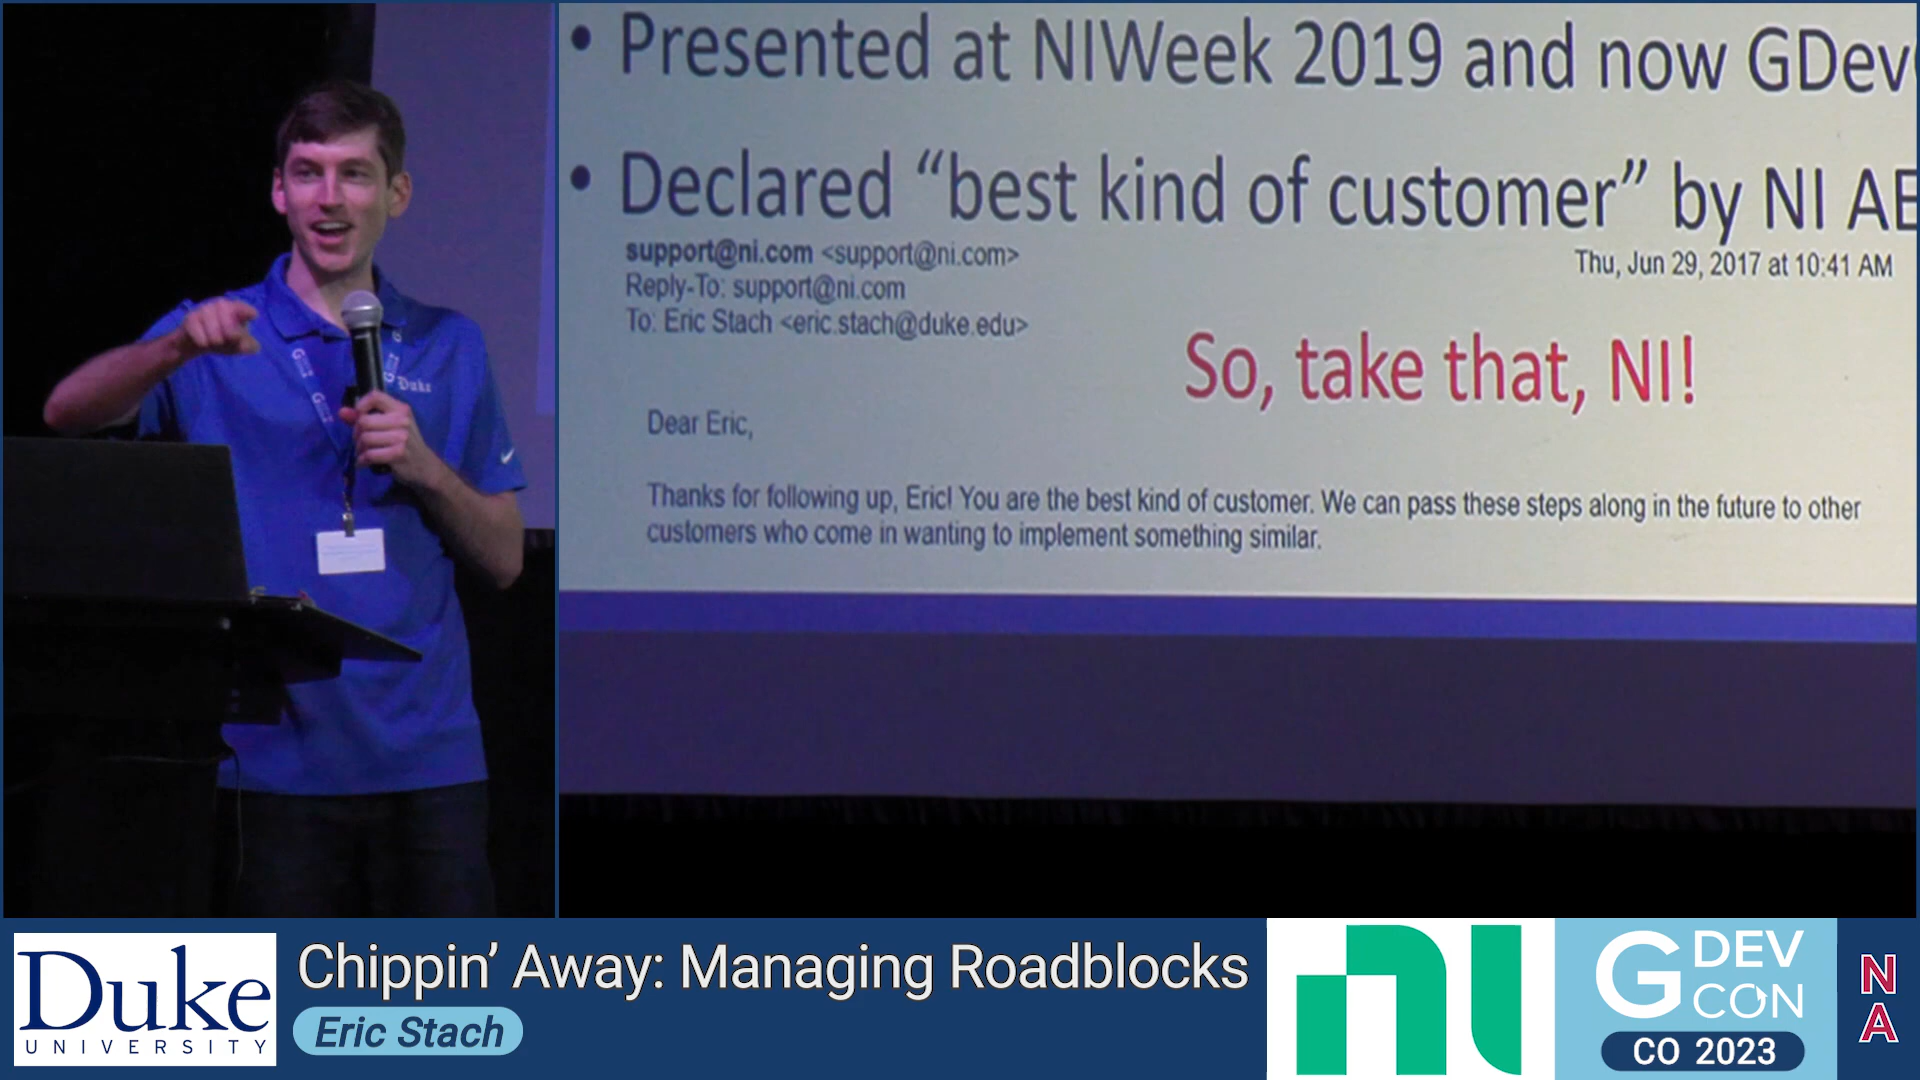 • Presented at NIWeek 2019 and now GDev
• Declared “best kind of customer” by NI AE
support@ni.com <support@ni.com>
Thu, Jun 29, 2017 at 10:41 AM
Reply-To: support@ni.com
To: Eric Stach <eric.stach@duke.edu>
So, take that, NI!
Dear Eric,
Thanks for following up, Eric! You are the best kind of customer. We can pass these steps along in the future to other
customers who come in wanting to implement something similar.
Duke
Duke
UNIVERSITY
Chippin’ Away: Managing Roadblocks
Eric Stach
ni
G DEV
CON
CO 2023
NA